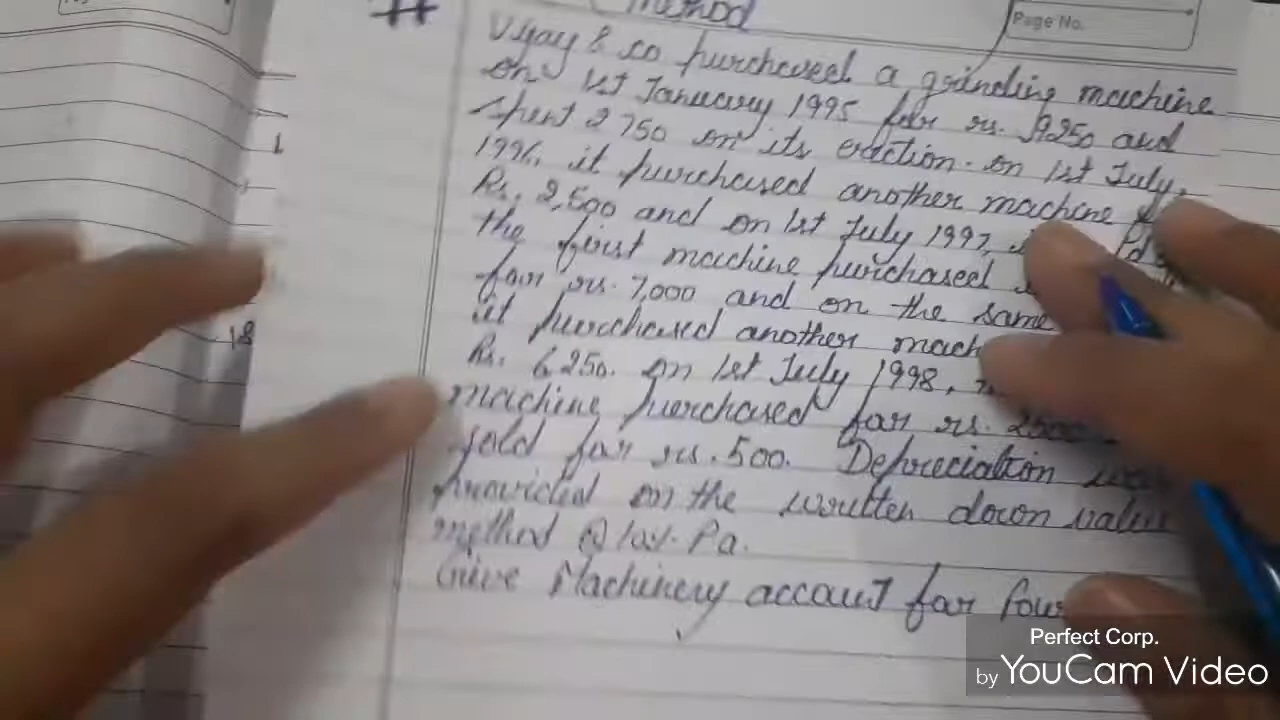 Method
Page No.
#
Vijay & co purchased a grinding machine
on 1st January 1995 for rs. 9250 and
spent 2750 on its erection. on 1st July,
1996, it purchased another machine
Rs. 2,500 and on 1st July 1997,
the first machine purchased
for rs. 7,000 and on the same
it purchased another mach
Rs. 6250. on 1st July 1998,
machine purchased for rs. 2500
sold for rs. 500. Depreciation was
provided on the written down value
method @ 10%. Pa.
Give Machinery account for four
18
Perfect Corp.
by YouCam Video